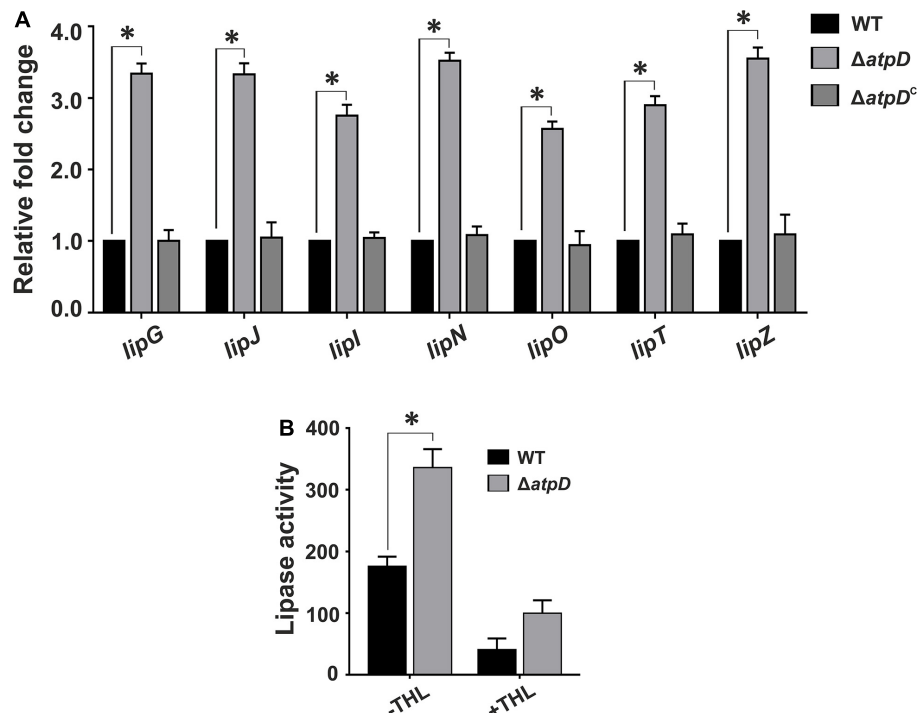 A
Relative fold change
4.0
3.0
2.0
1.0
0.0
* * * * * * *
lipG lipJ lipI lipN lipO lipT lipZ
WT
ΔatpD
ΔatpDᶜ
B
Lipase activity
400
300
200
100
0
*
-THL +THL
WT
ΔatpD